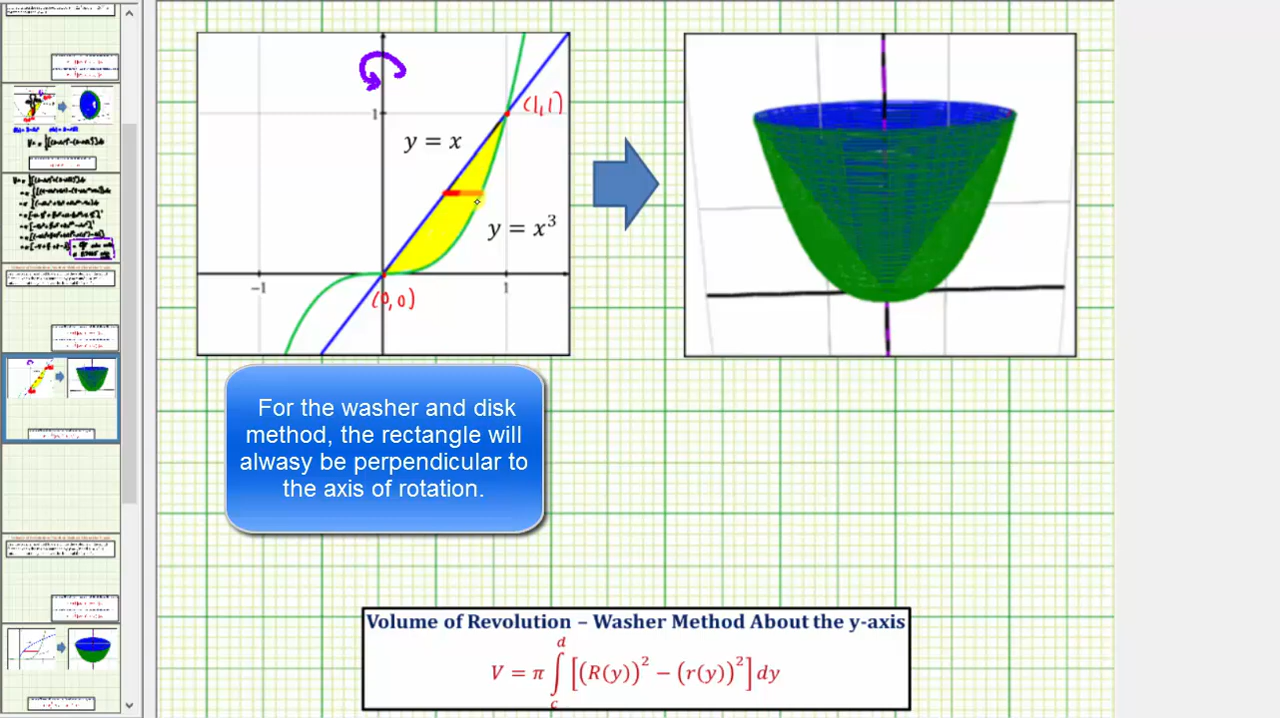 (1,1)
1
y = x
y = x³
−1
1
(0,0)
For the washer and disk
method, the rectangle will
alwasy be perpendicular to
the axis of rotation.
Volume of Revolution – Washer Method About the y-axis
V = π ∫_c^d [(R(y))² − (r(y))²] dy